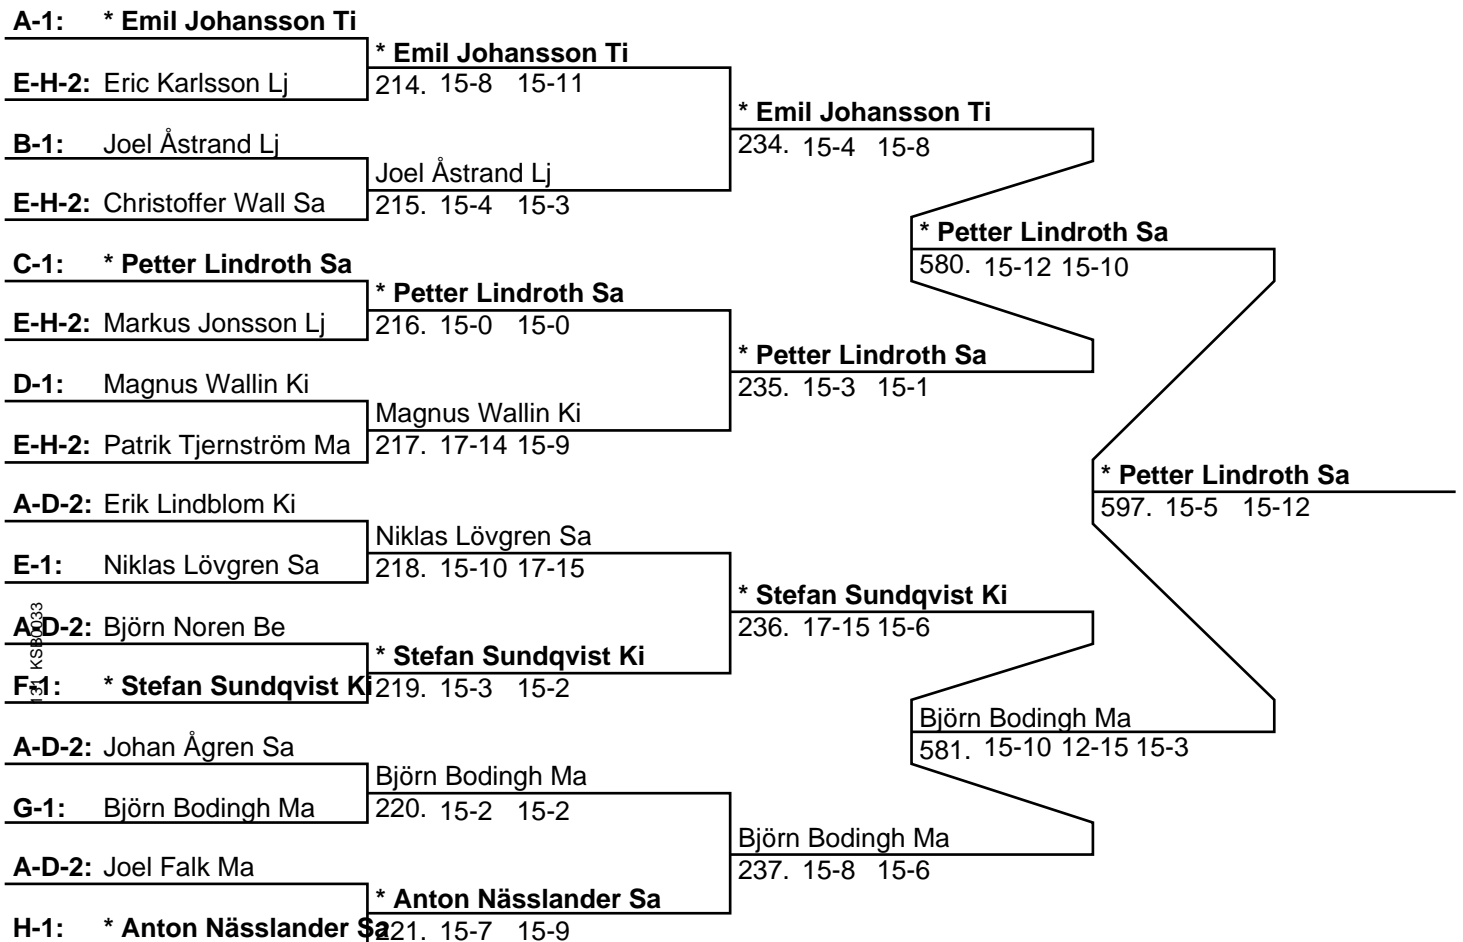 A-1: * Emil Johansson Ti
E-H-2: Eric Karlsson Lj
B-1: Joel Åstrand Lj
E-H-2: Christoffer Wall Sa
C-1: * Petter Lindroth Sa
E-H-2: Markus Jonsson Lj
D-1: Magnus Wallin Ki
E-H-2: Patrik Tjernström Ma
A-D-2: Erik Lindblom Ki
E-1: Niklas Lövgren Sa
A-D-2: Björn Noren Be
F-1: * Stefan Sundqvist Ki
A-D-2: Johan Ågren Sa
G-1: Björn Bodingh Ma
A-D-2: Joel Falk Ma
H-1: * Anton Nässlander Sa
131 KSB0033
* Emil Johansson Ti
214. 15-8 15-11
Joel Åstrand Lj
215. 15-4 15-3
* Petter Lindroth Sa
216. 15-0 15-0
Magnus Wallin Ki
217. 17-14 15-9
Niklas Lövgren Sa
218. 15-10 17-15
* Stefan Sundqvist Ki
219. 15-3 15-2
Björn Bodingh Ma
220. 15-2 15-2
* Anton Nässlander Sa
221. 15-7 15-9
* Emil Johansson Ti
234. 15-4 15-8
* Petter Lindroth Sa
235. 15-3 15-1
* Stefan Sundqvist Ki
236. 17-15 15-6
Björn Bodingh Ma
237. 15-8 15-6
* Petter Lindroth Sa
580. 15-12 15-10
Björn Bodingh Ma
581. 15-10 12-15 15-3
* Petter Lindroth Sa
597. 15-5 15-12